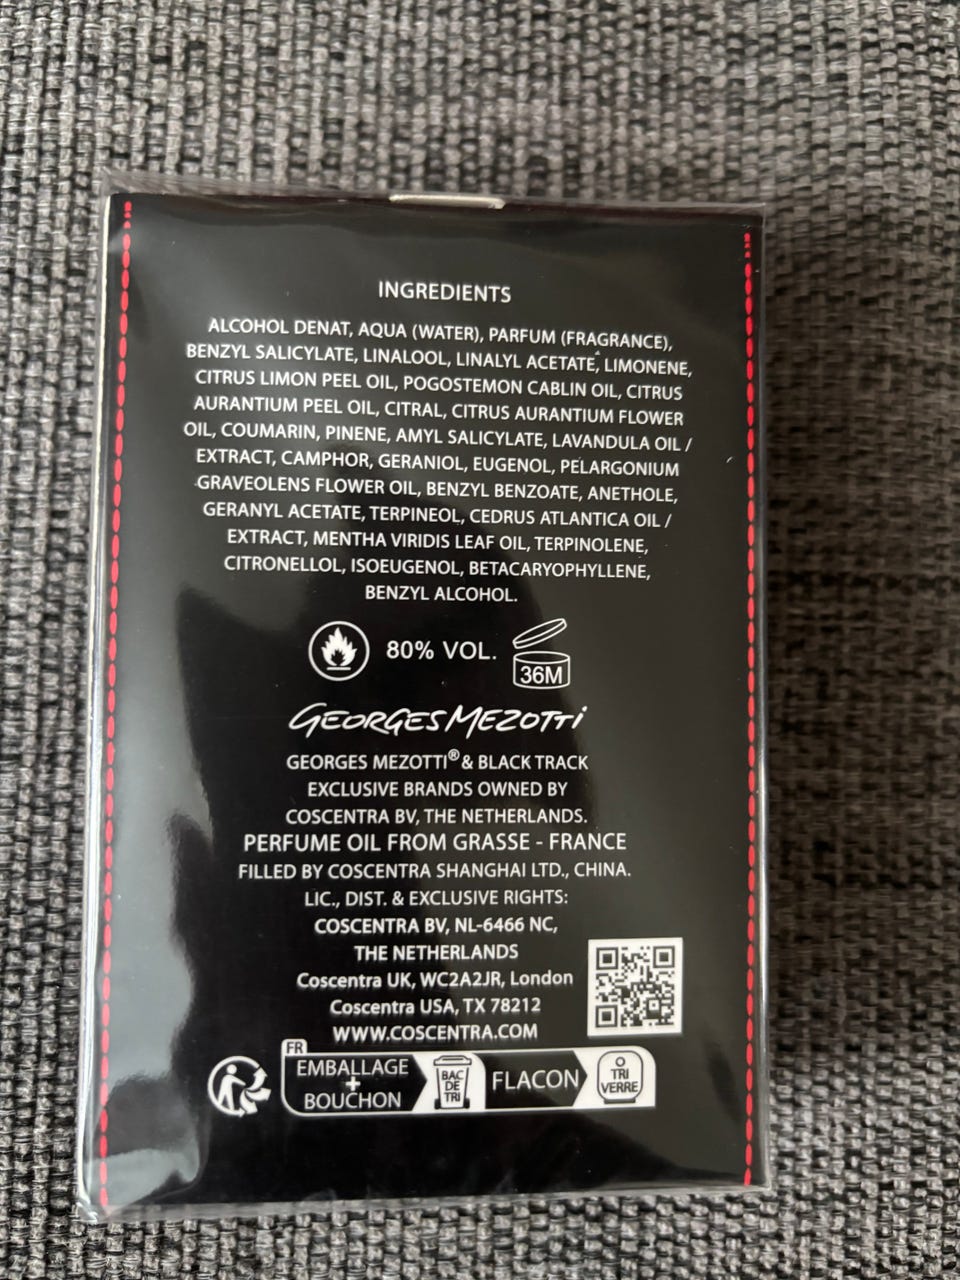 INGREDIENTS
ALCOHOL DENAT, AQUA (WATER), PARFUM (FRAGRANCE),
BENZYL SALICYLATE, LINALOOL, LINALYL ACETATE, LIMONENE,
CITRUS LIMON PEEL OIL, POGOSTEMON CABLIN OIL, CITRUS
AURANTIUM PEEL OIL, CITRAL, CITRUS AURANTIUM FLOWER
OIL, COUMARIN, PINENE, AMYL SALICYLATE, LAVANDULA OIL /
EXTRACT, CAMPHOR, GERANIOL, EUGENOL, PELARGONIUM
GRAVEOLENS FLOWER OIL, BENZYL BENZOATE, ANETHOLE,
GERANYL ACETATE, TERPINEOL, CEDRUS ATLANTICA OIL /
EXTRACT, MENTHA VIRIDIS LEAF OIL, TERPINOLENE,
CITRONELLOL, ISOEUGENOL, BETACARYOPHYLLENE,
BENZYL ALCOHOL.
80% VOL. 36M
GEORGES MEZOTTI
GEORGES MEZOTTI® & BLACK TRACK
EXCLUSIVE BRANDS OWNED BY
COSCENTRA BV, THE NETHERLANDS.
PERFUME OIL FROM GRASSE - FRANCE
FILLED BY COSCENTRA SHANGHAI LTD., CHINA.
LIC., DIST. & EXCLUSIVE RIGHTS:
COSCENTRA BV, NL-6466 NC,
THE NETHERLANDS
Coscentra UK, WC2A2JR, London
Coscentra USA, TX 78212
WWW.COSCENTRA.COM
FR
EMBALLAGE
+
BOUCHON
BAC
DE
TRI
FLACON
TRI
VERRE